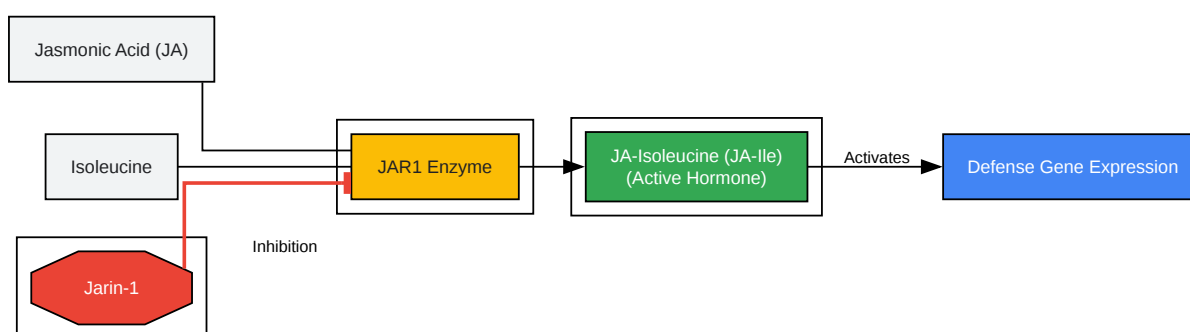 Jasmonic Acid (JA)
Isoleucine
JAR1 Enzyme
JA-Isoleucine (JA-Ile)
(Active Hormone)
Activates
Defense Gene Expression
Inhibition
Jarin-1